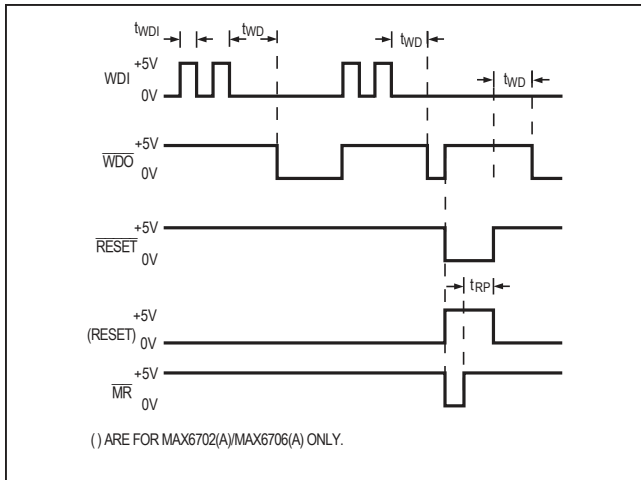 tWDI
tWD
tWD
tWD
WDI
+5V
0V
WDO
+5V
0V
RESET
+5V
0V
tRP
(RESET)
+5V
0V
MR
+5V
0V
( ) ARE FOR MAX6702(A)/MAX6706(A) ONLY.